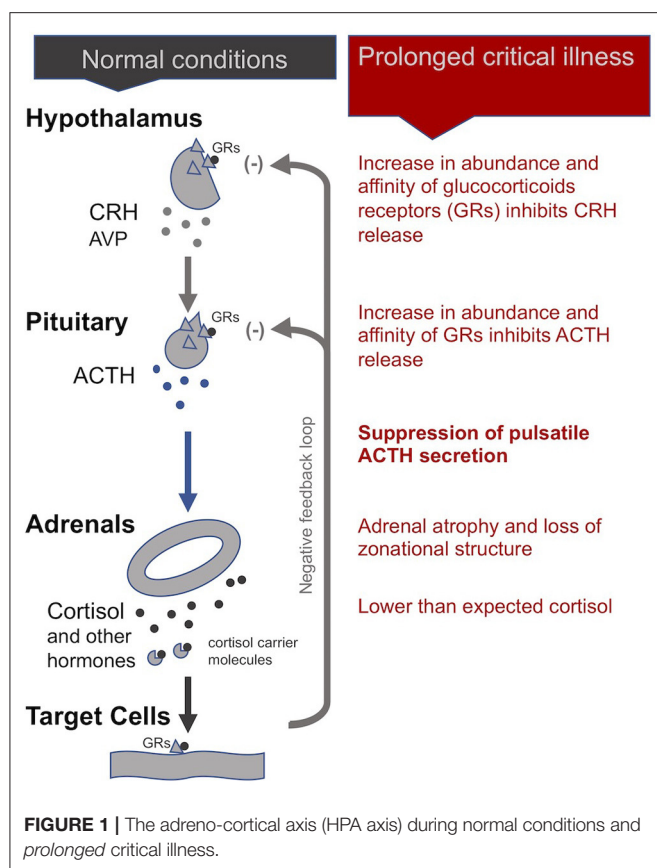 Normal conditions
Prolonged critical illness
Hypothalamus
GRs
(-)
CRH
AVP
Increase in abundance and
affinity of glucocorticoids
receptors (GRs) inhibits CRH
release
Pituitary
GRs
(-)
ACTH
Increase in abundance and
affinity of GRs inhibits ACTH
release
Suppression of pulsatile
ACTH secretion
Negative feedback loop
Adrenals
Adrenal atrophy and loss of
zonational structure
Cortisol
and other
hormones
cortisol carrier
molecules
Lower than expected cortisol
Target Cells
GRs
FIGURE 1 | The adreno-cortical axis (HPA axis) during normal conditions and
prolonged critical illness.